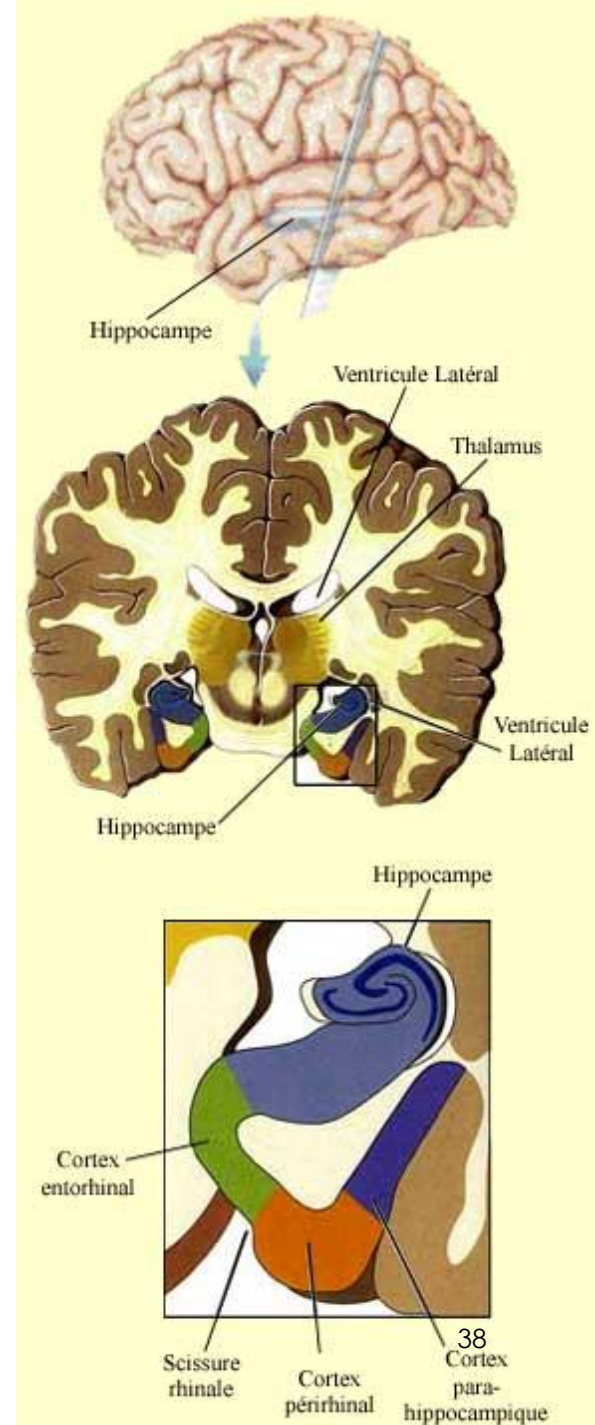 Hippocampe
Ventricule Latéral
Thalamus
Ventricule
Latéral
Hippocampe
Hippocampe
Cortex
entorhinal
38
Scissure
rhinale
Cortex
périrhinal
Cortex
para-
hippocampique